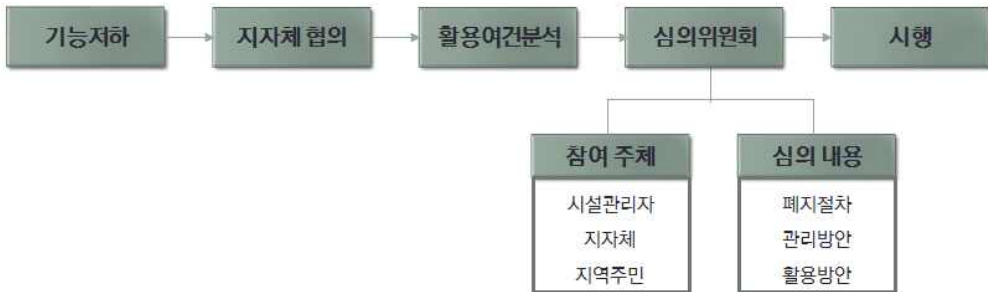 기능저하
지자체 협의
활용여건분석
심의위원회
시행
참여 주체
시설관리자
지자체
지역주민
심의 내용
폐지절차
관리방안
활용방안